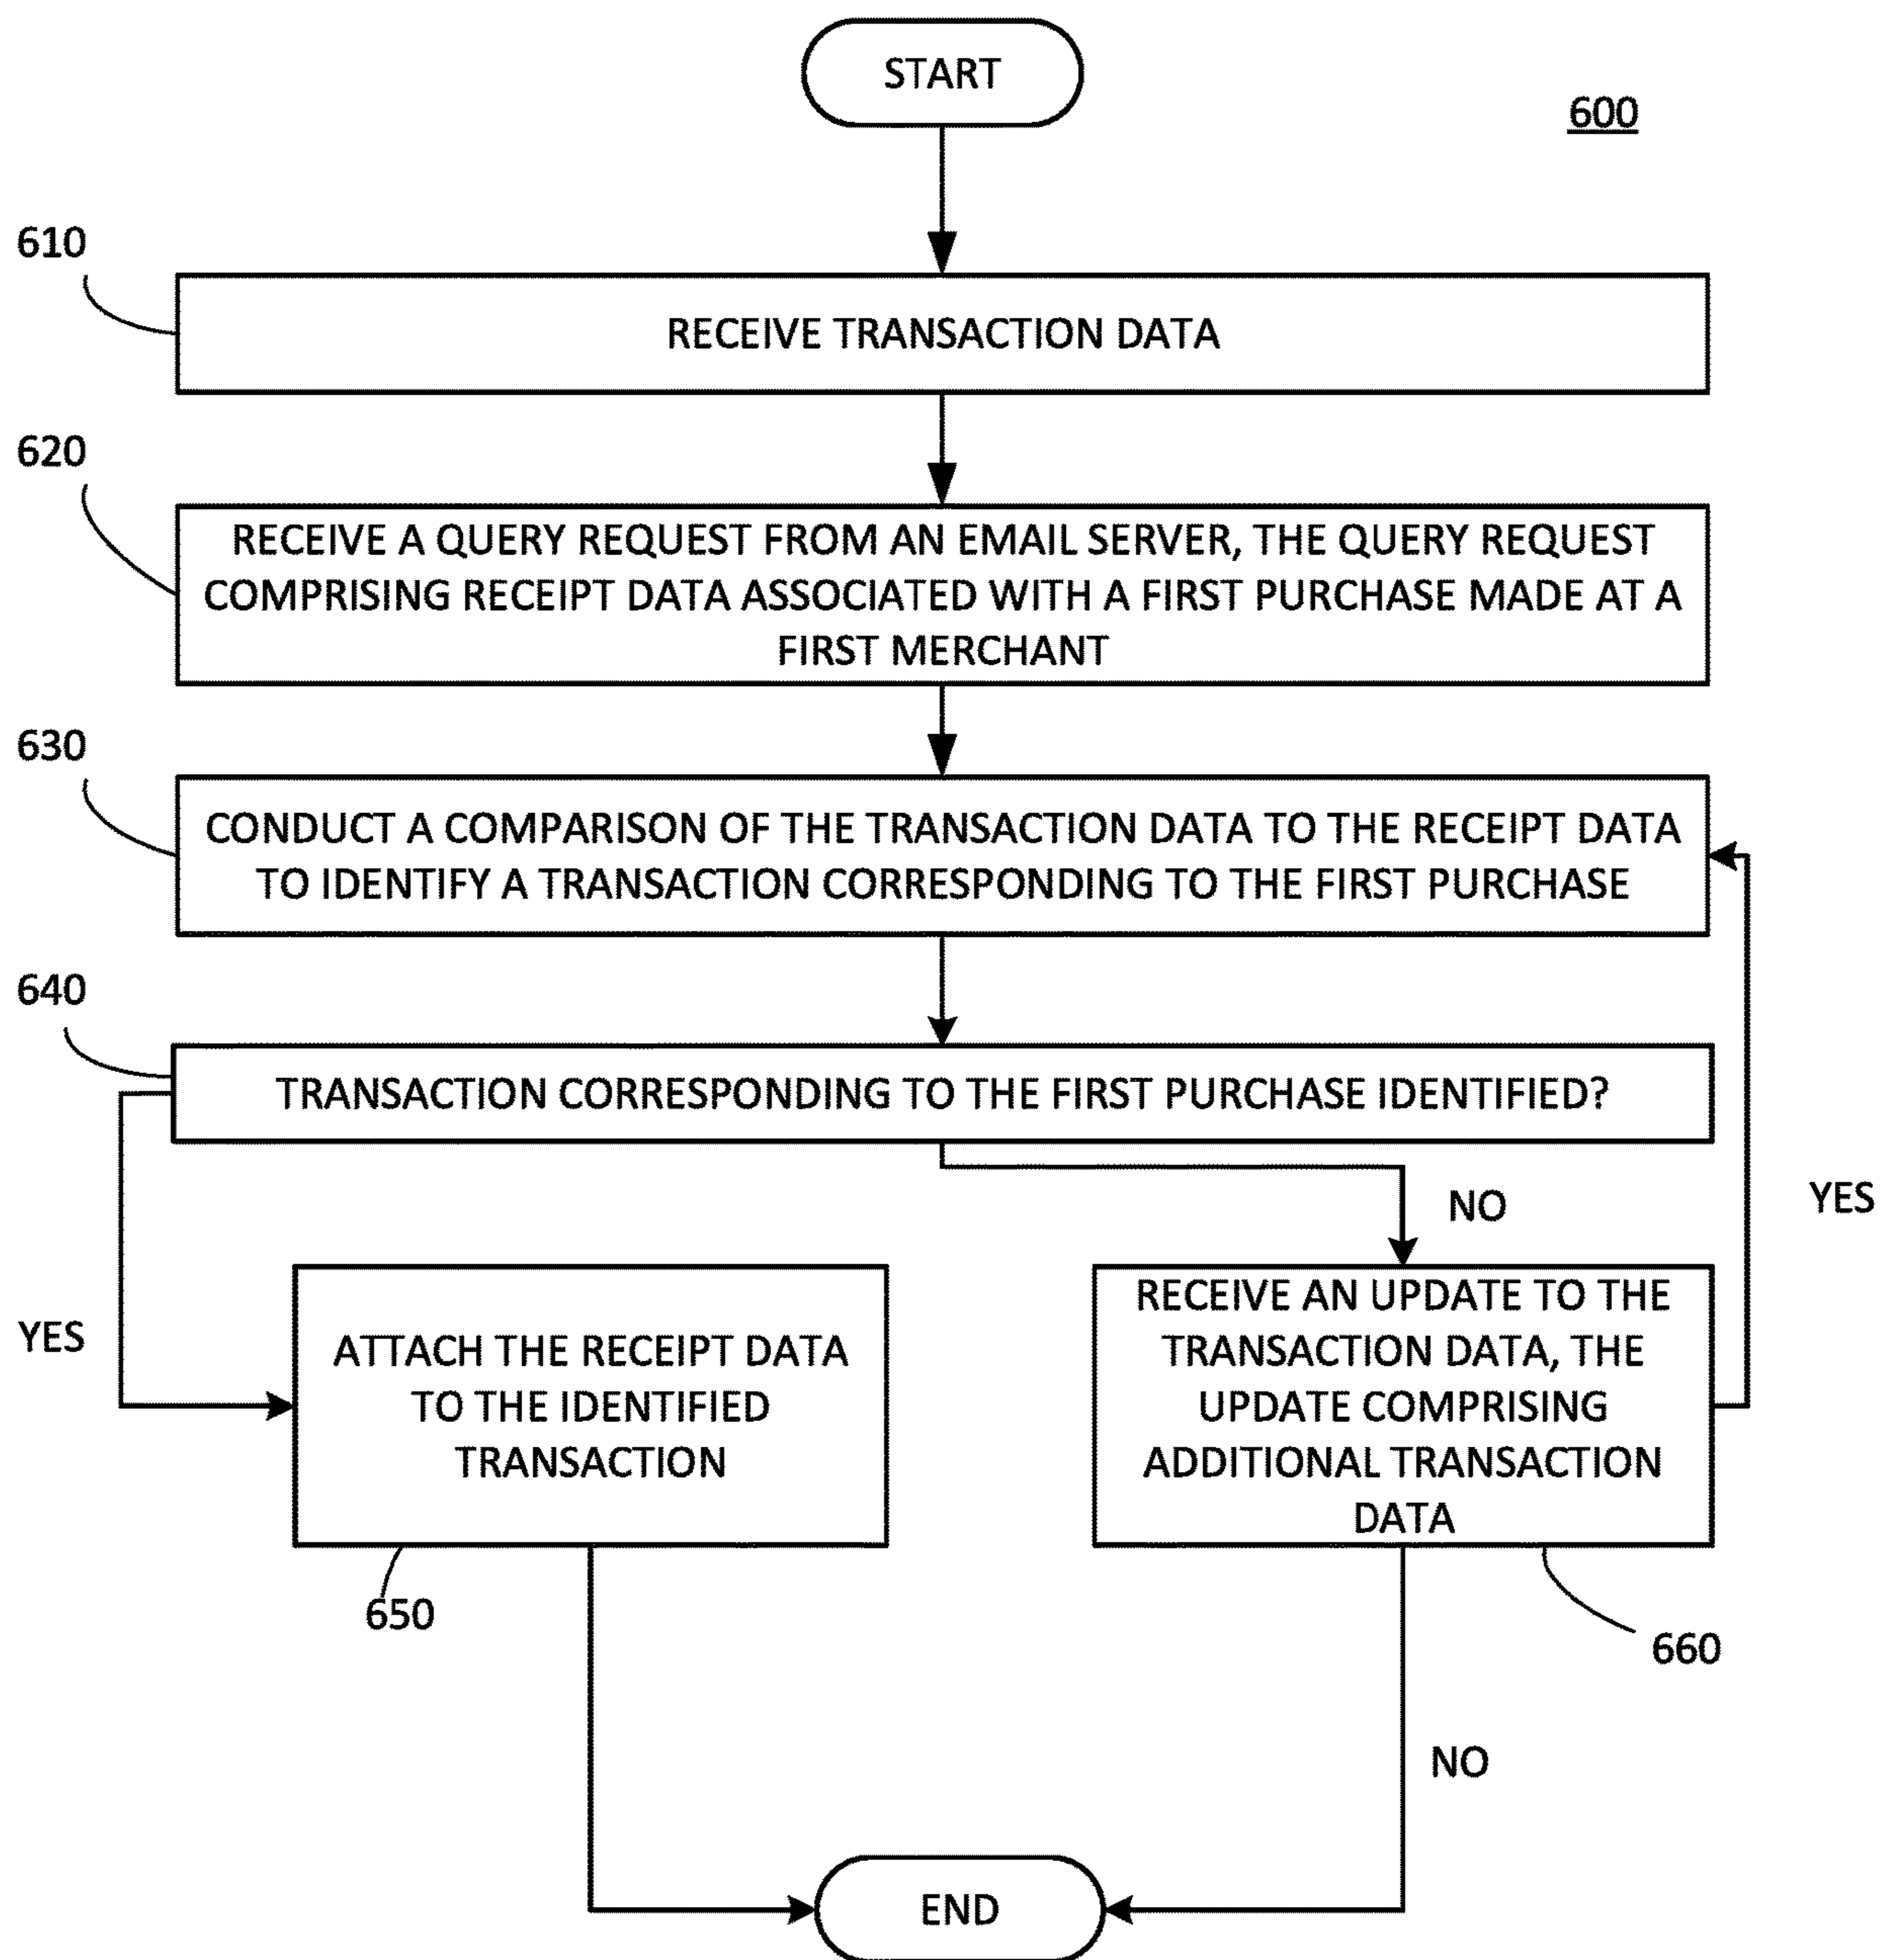 START
600
610
RECEIVE TRANSACTION DATA
620
RECEIVE A QUERY REQUEST FROM AN EMAIL SERVER, THE QUERY REQUEST
COMPRISING RECEIPT DATA ASSOCIATED WITH A FIRST PURCHASE MADE AT A
FIRST MERCHANT
630
CONDUCT A COMPARISON OF THE TRANSACTION DATA TO THE RECEIPT DATA
TO IDENTIFY A TRANSACTION CORRESPONDING TO THE FIRST PURCHASE
640
TRANSACTION CORRESPONDING TO THE FIRST PURCHASE IDENTIFIED?
YES
NO
YES
ATTACH THE RECEIPT DATA
TO THE IDENTIFIED
TRANSACTION
650
RECEIVE AN UPDATE TO THE
TRANSACTION DATA, THE
UPDATE COMPRISING
ADDITIONAL TRANSACTION
DATA
660
NO
END